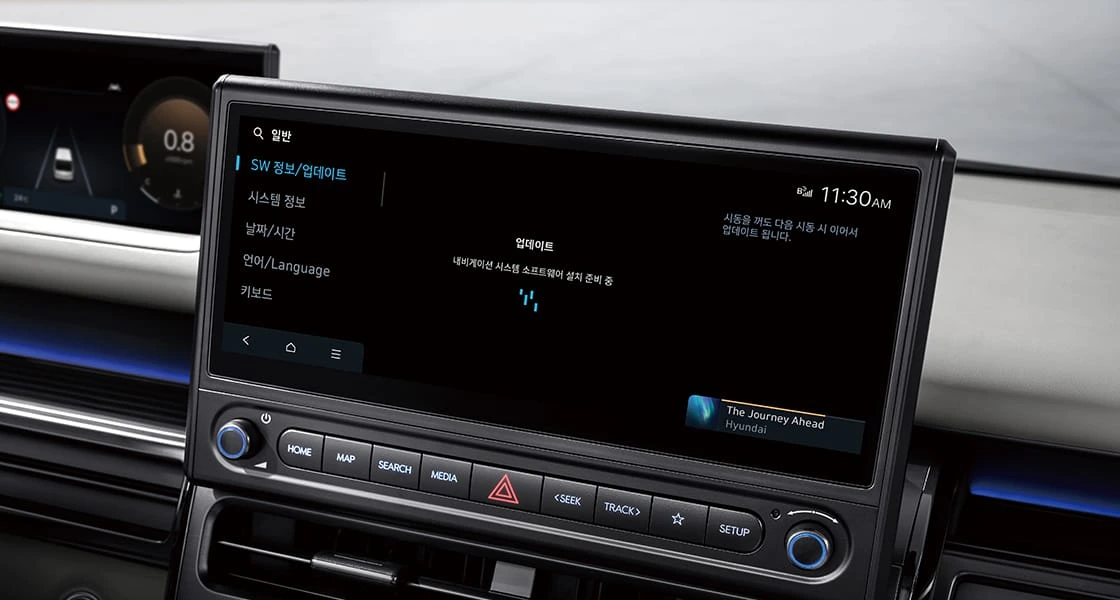 0.8
P
일반
SW 정보/업데이트
시스템 정보
날짜/시간
언어/Language
키보드
11:30AM
시동을 꺼도 다음 시동 시 이어서
업데이트 됩니다.
업데이트
내비게이션 시스템 소프트웨어 설치 준비 중
The Journey Ahead
Hyundai
HOME
MAP
SEARCH
MEDIA
<SEEK
TRACK>
SETUP